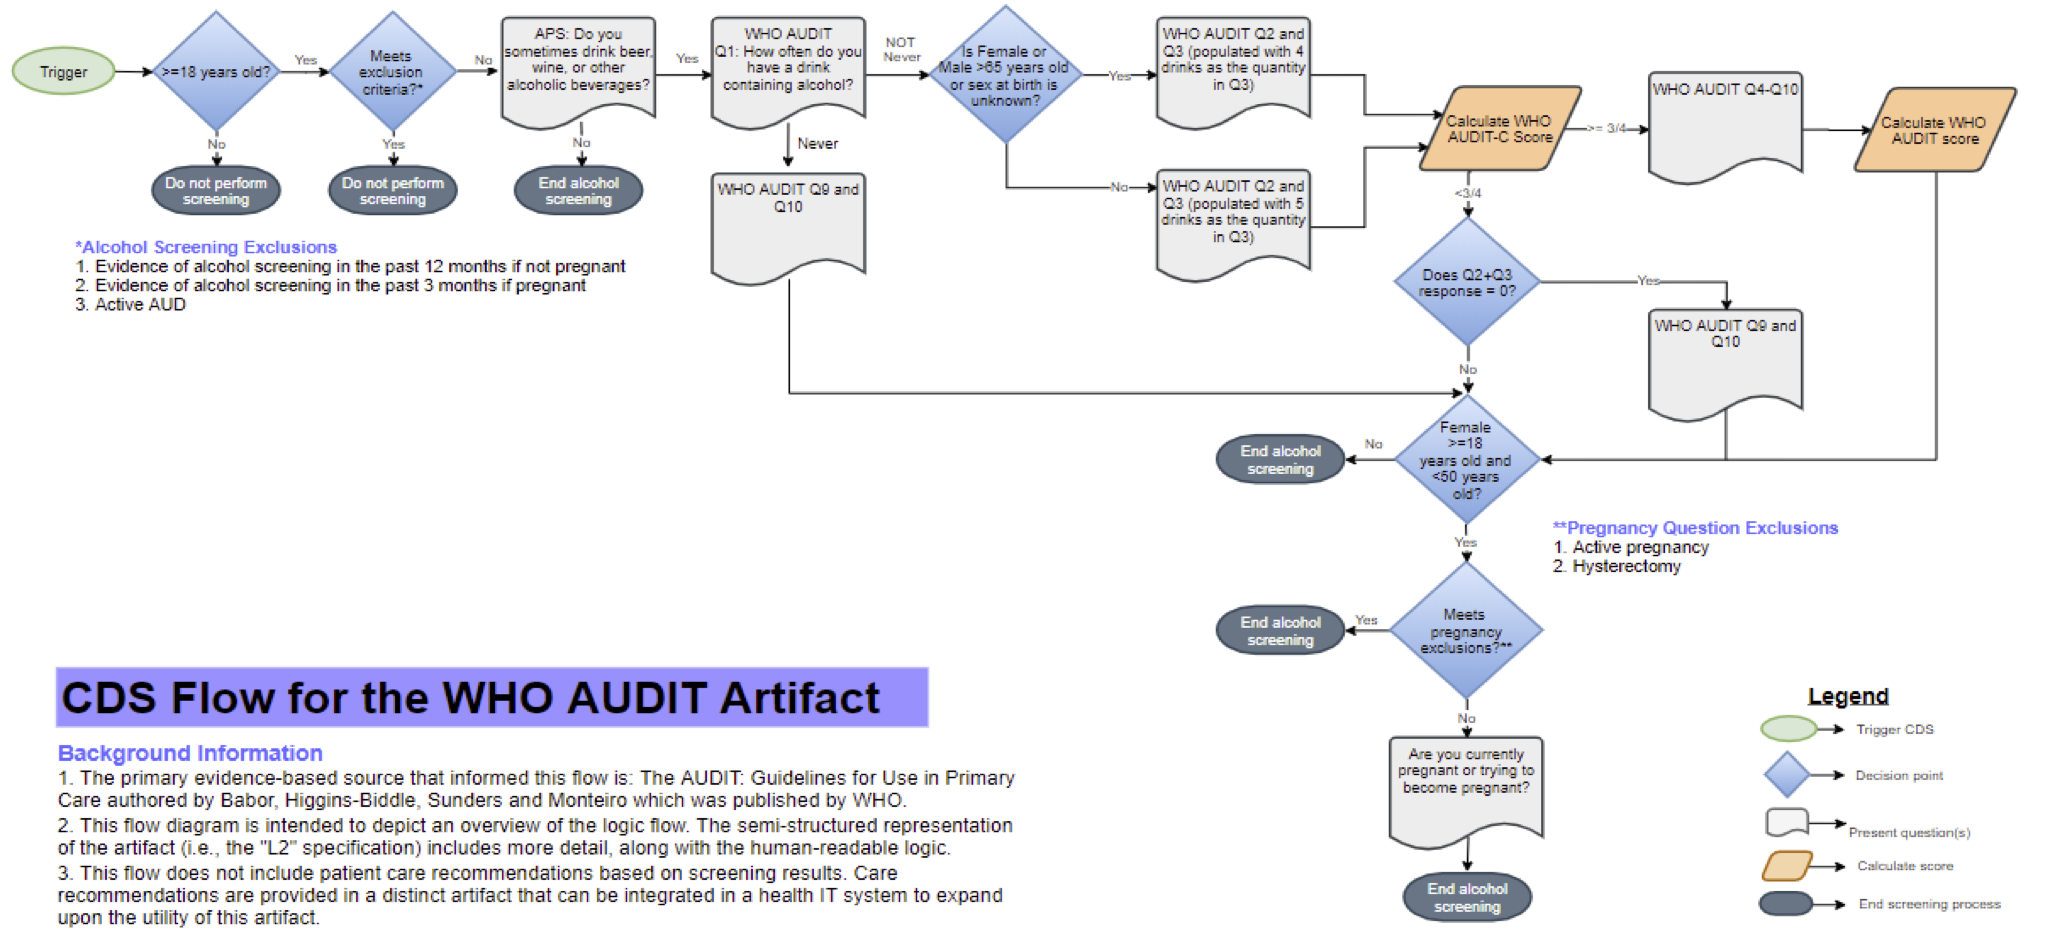 Trigger
>=18 years old?
Yes
No
Do not perform
screening
Meets
exclusion
criteria?*
No
Yes
Do not perform
screening
APS: Do you
sometimes drink beer,
wine, or other
alcoholic beverages?
Yes
No
End alcohol
screening
WHO AUDIT
Q1: How often do you
have a drink
containing alcohol?
NOT
Never
Never
WHO AUDIT Q9 and
Q10
Is Female or
Male >65 years old
or sex at birth is
unknown?
Yes
No
WHO AUDIT Q2 and
Q3 (populated with 4
drinks as the quantity
in Q3)
WHO AUDIT Q2 and
Q3 (populated with 5
drinks as the quantity
in Q3)
Calculate WHO
AUDIT-C Score
>= 3/4
<3/4
WHO AUDIT Q4-Q10
Calculate WHO
AUDIT score
Does Q2+Q3
response = 0?
Yes
No
WHO AUDIT Q9 and
Q10
Female
>=18
years old and
<50 years
old?
No
End alcohol
screening
Yes
Meets
pregnancy
exclusions?**
Yes
End alcohol
screening
No
Are you currently
pregnant or trying to
become pregnant?
End alcohol
screening
*Alcohol Screening Exclusions
1. Evidence of alcohol screening in the past 12 months if not pregnant
2. Evidence of alcohol screening in the past 3 months if pregnant
3. Active AUD
**Pregnancy Question Exclusions
1. Active pregnancy
2. Hysterectomy
CDS Flow for the WHO AUDIT Artifact
Background Information
1. The primary evidence-based source that informed this flow is: The AUDIT: Guidelines for Use in Primary
Care authored by Babor, Higgins-Biddle, Sunders and Monteiro which was published by WHO.
2. This flow diagram is intended to depict an overview of the logic flow. The semi-structured representation
of the artifact (i.e., the "L2" specification) includes more detail, along with the human-readable logic.
3. This flow does not include patient care recommendations based on screening results. Care
recommendations are provided in a distinct artifact that can be integrated in a health IT system to expand
upon the utility of this artifact.
Legend
Trigger CDS
Decision point
Present question(s)
Calculate score
End screening process